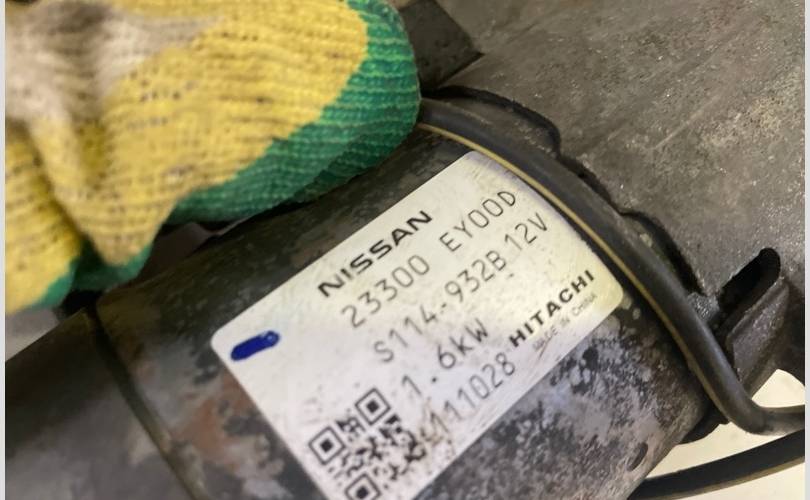 NISSAN
23300 EY00D
S114-932B 12V
1.6kW HITACHI
MADE IN CHINA
111028